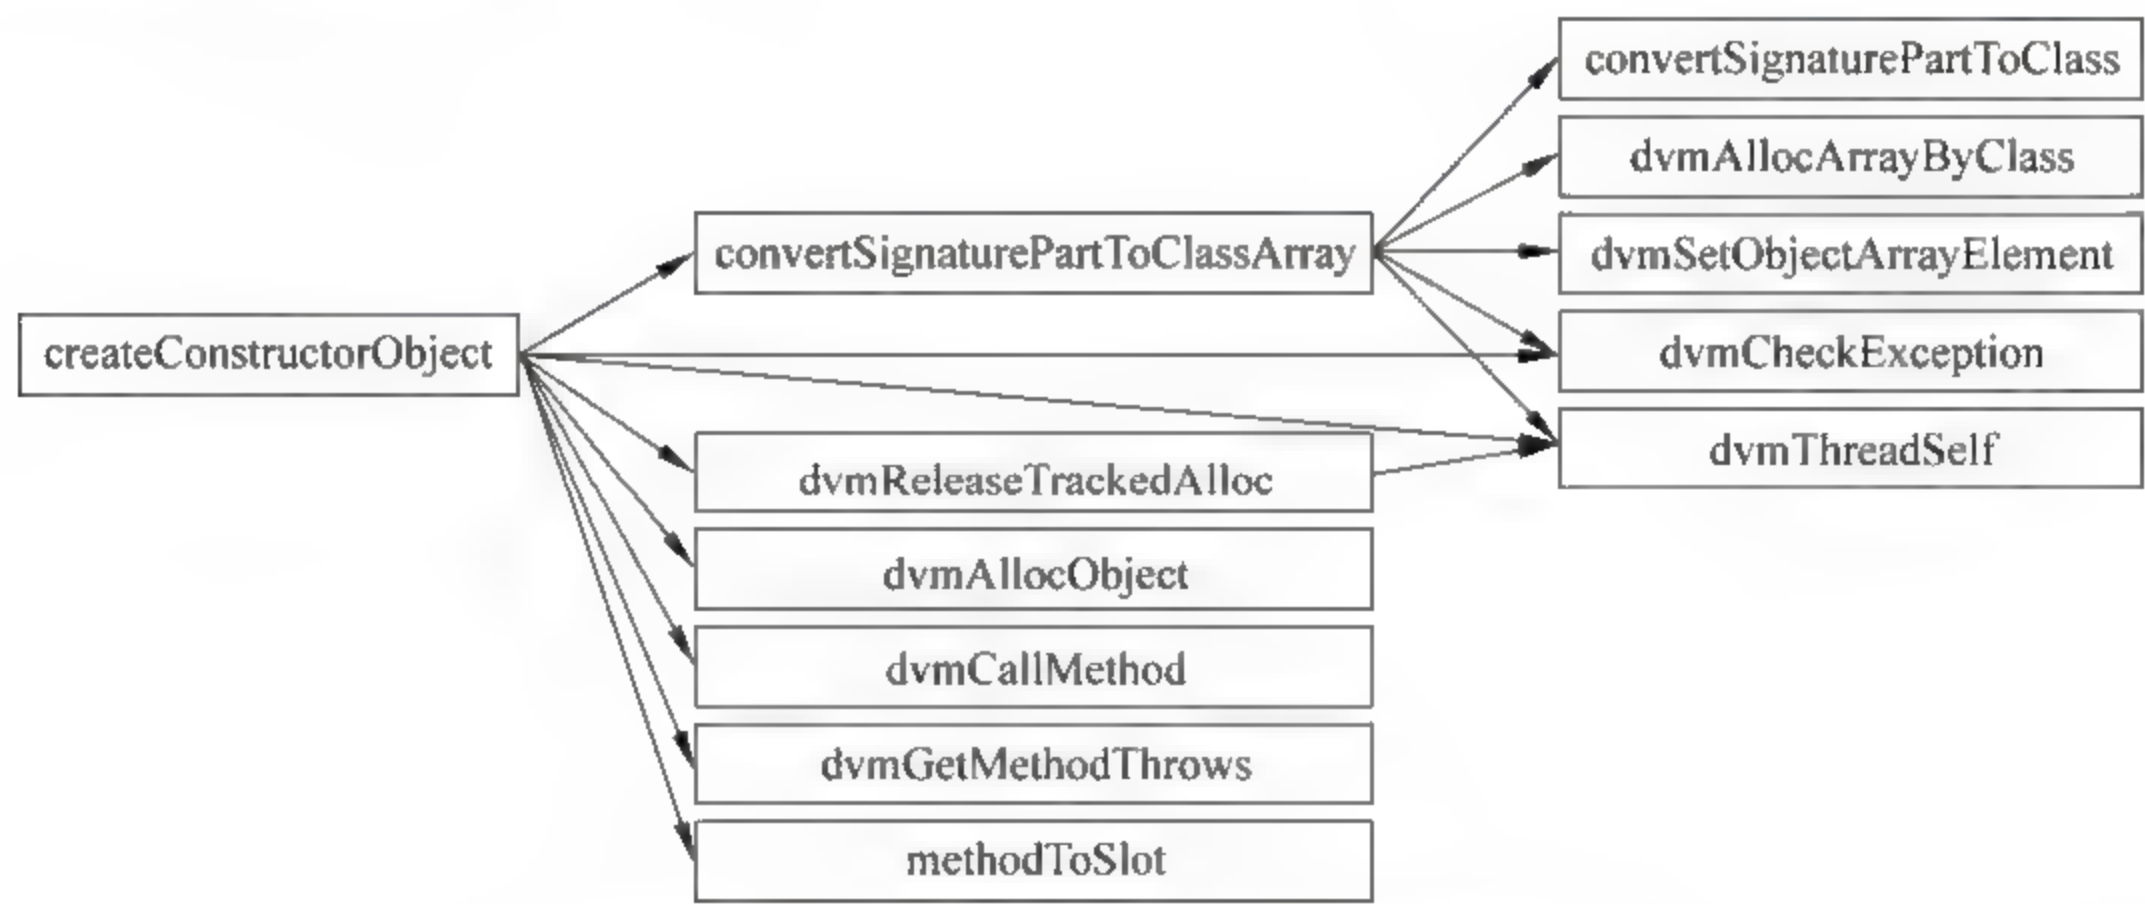 convertSignaturePartToClass
dvmAllocArrayByClass
convertSignaturePartToClassArray
dvmSetObjectArrayElement
createConstructorObject
dvmCheckException
dvmThreadSelf
dvmReleaseTrackedAlloc
dvmAllocObject
dvmCallMethod
dvmGetMethodThrows
methodToSlot